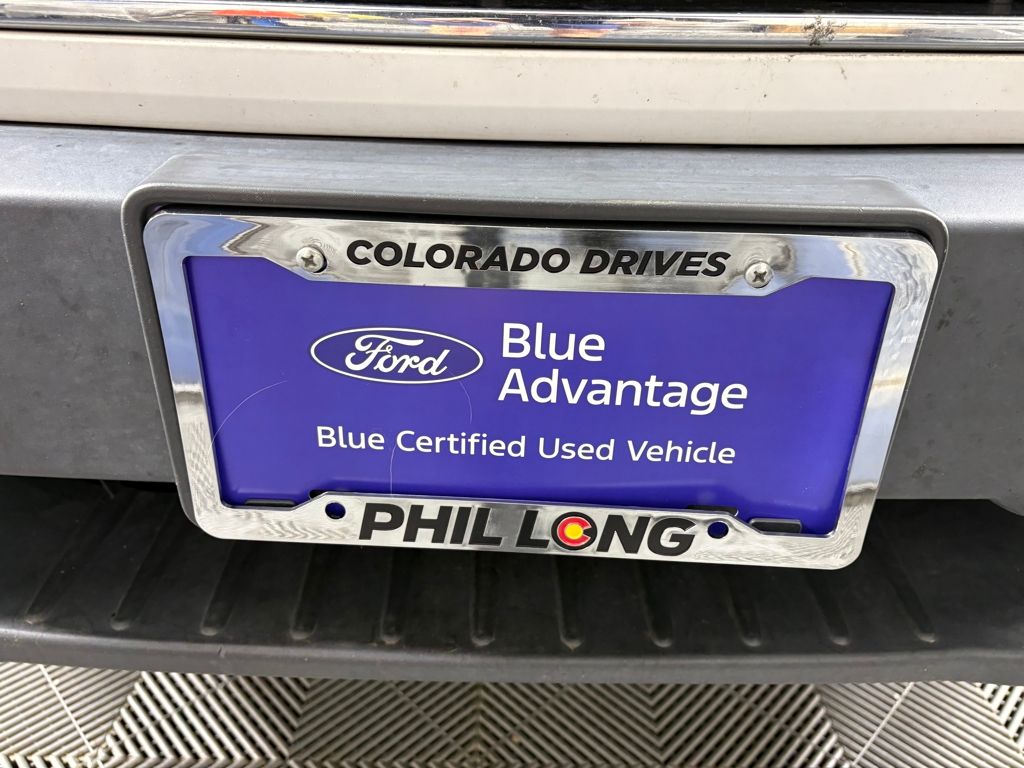 COLORADO DRIVES
Ford
Blue
Advantage
Blue Certified Used Vehicle
PHIL LONG